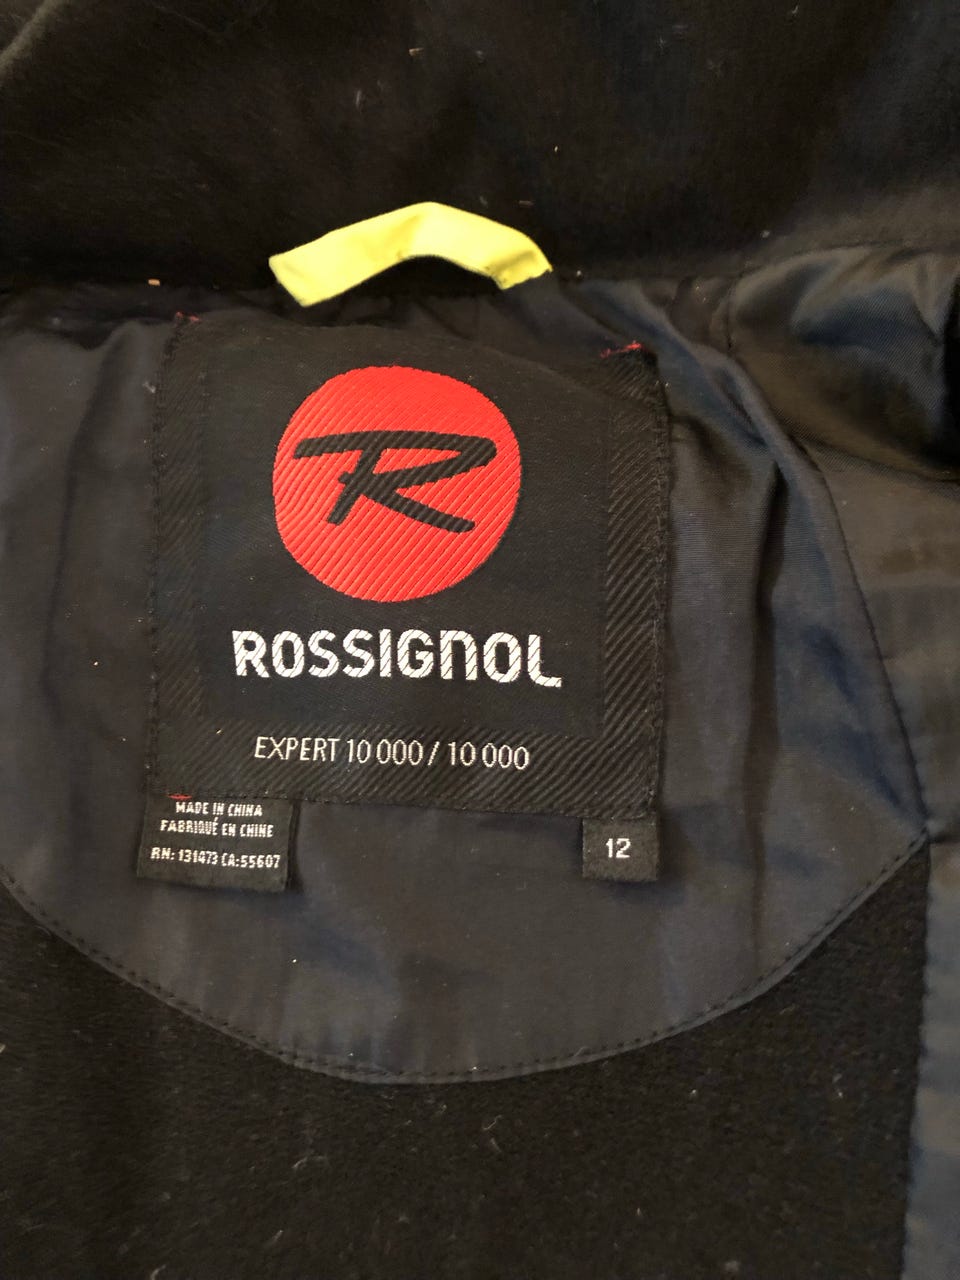 R
ROSSIGNOL
EXPERT 10 000 / 10 000
MADE IN CHINA
FABRIQUÉ EN CHINE
RN: 131473 CA:55607
12